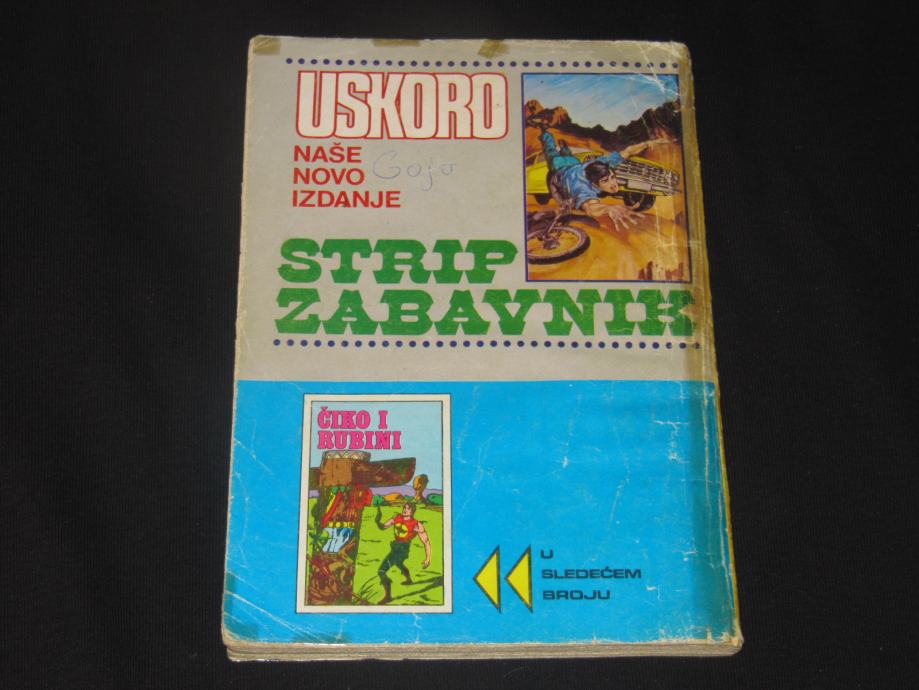 USKORO
NAŠE
NOVO Gojo
IZDANJE
STRIP
ZABAVNIK
ČIKO I
RUBINI
U
SLEDEĆEM
BROJU